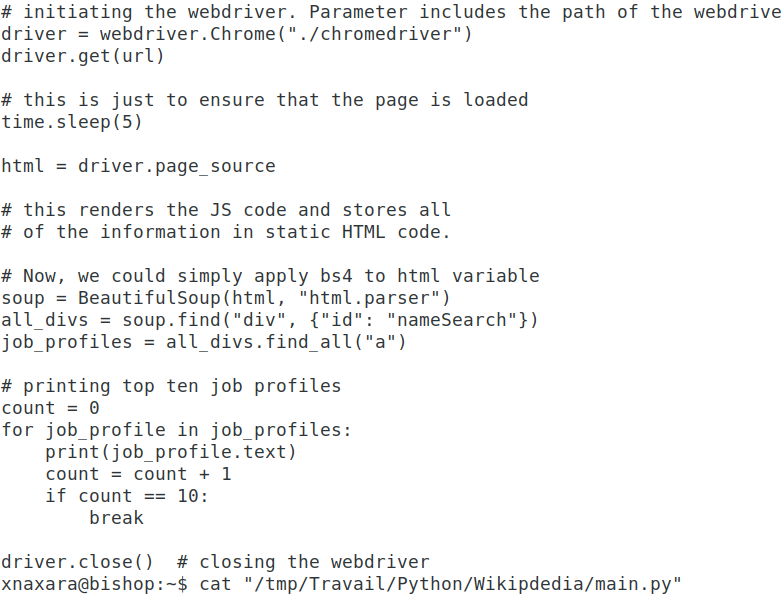 # initiating the webdriver. Parameter includes the path of the webdrive
driver = webdriver.Chrome("./chromedriver")
driver.get(url)

# this is just to ensure that the page is loaded
time.sleep(5)

html = driver.page_source

# this renders the JS code and stores all
# of the information in static HTML code.

# Now, we could simply apply bs4 to html variable
soup = BeautifulSoup(html, "html.parser")
all_divs = soup.find("div", {"id": "nameSearch"})
job_profiles = all_divs.find_all("a")

# printing top ten job profiles
count = 0
for job_profile in job_profiles:
    print(job_profile.text)
    count = count + 1
    if count == 10:
        break

driver.close()  # closing the webdriver
xnaxara@bishop:~$ cat "/tmp/Travail/Python/Wikipdedia/main.py"